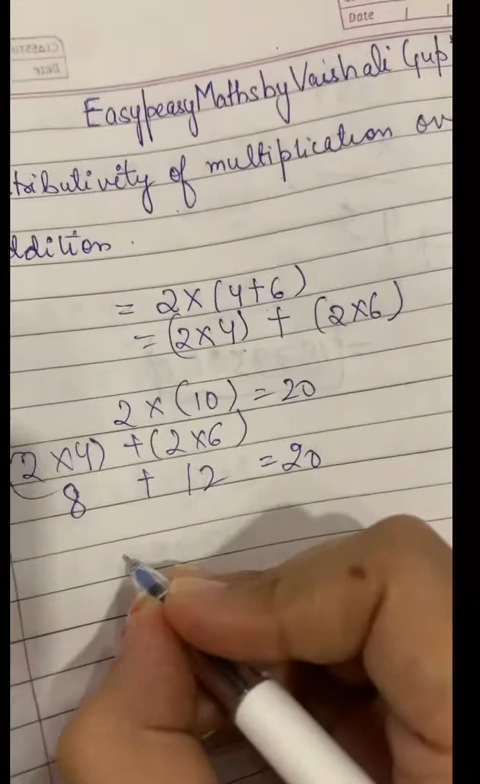 Date
EasypeasyMathsbyVaishali Gup
tributivity of multiplication ov
ddition.
= 2×(4+6)
= (2×4) + (2×6)
2 × (10) = 20
(2×4) + (2×6)
8 + 12 = 20